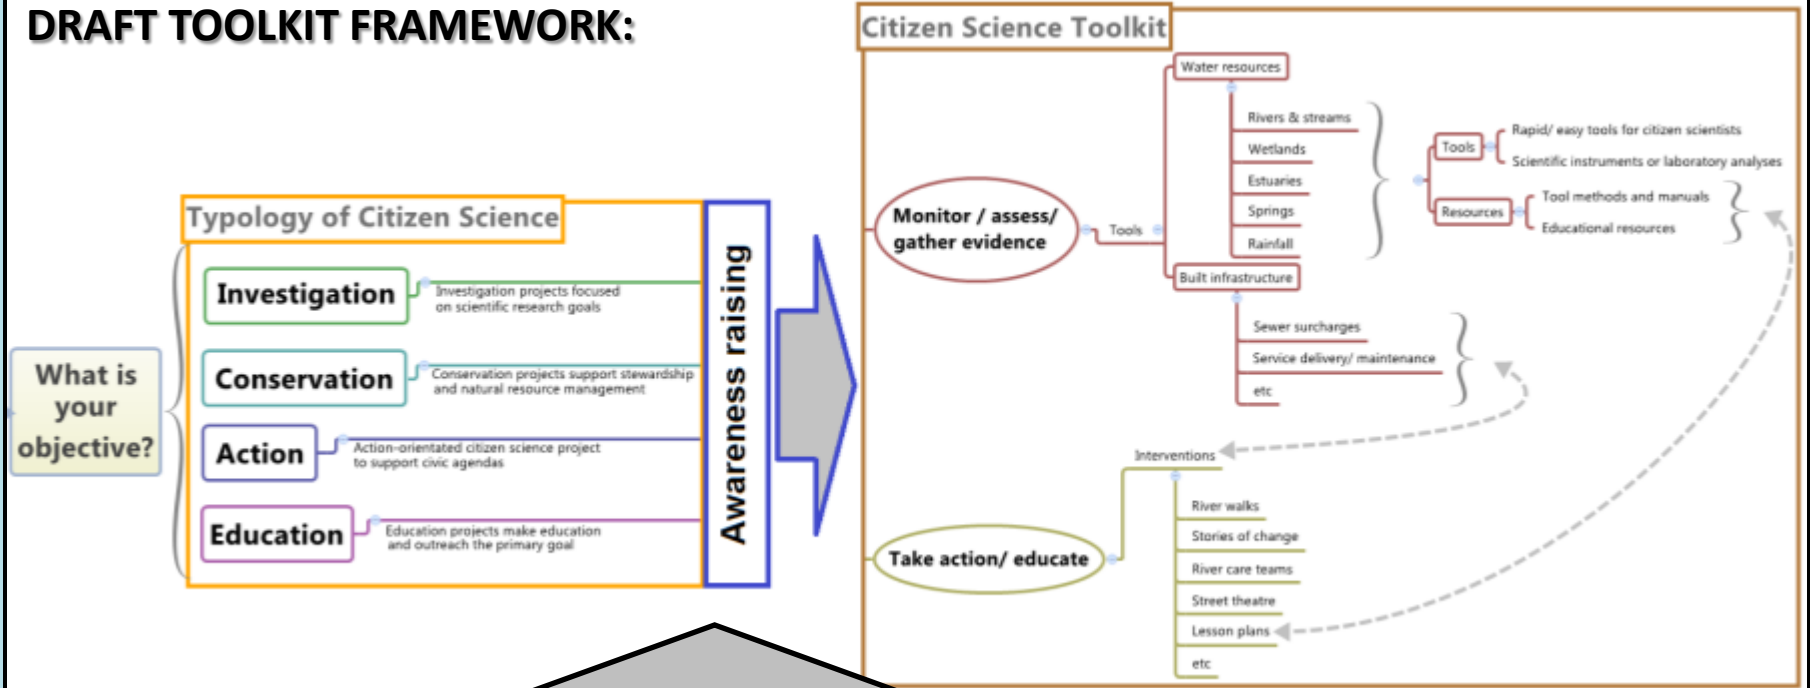 DRAFT TOOLKIT FRAMEWORK:
What is
your
objective?
Typology of Citizen Science
Investigation
Investigation projects focused
on scientific research goals
Conservation
Conservation projects support stewardship
and natural resource management
Action
Action-orientated citizen science project
to support civic agendas
Education
Education projects make education
and outreach the primary goal
Awareness raising
Citizen Science Toolkit
Monitor / assess/
gather evidence
Tools
Water resources
Rivers & streams
Wetlands
Estuaries
Springs
Rainfall
Tools
Rapid/ easy tools for citizen scientists
Scientific instruments or laboratory analyses
Resources
Tool methods and manuals
Educational resources
Built infrastructure
Sewer surcharges
Service delivery/ maintenance
etc
Take action/ educate
Interventions
River walks
Stories of change
River care teams
Street theatre
Lesson plans
etc